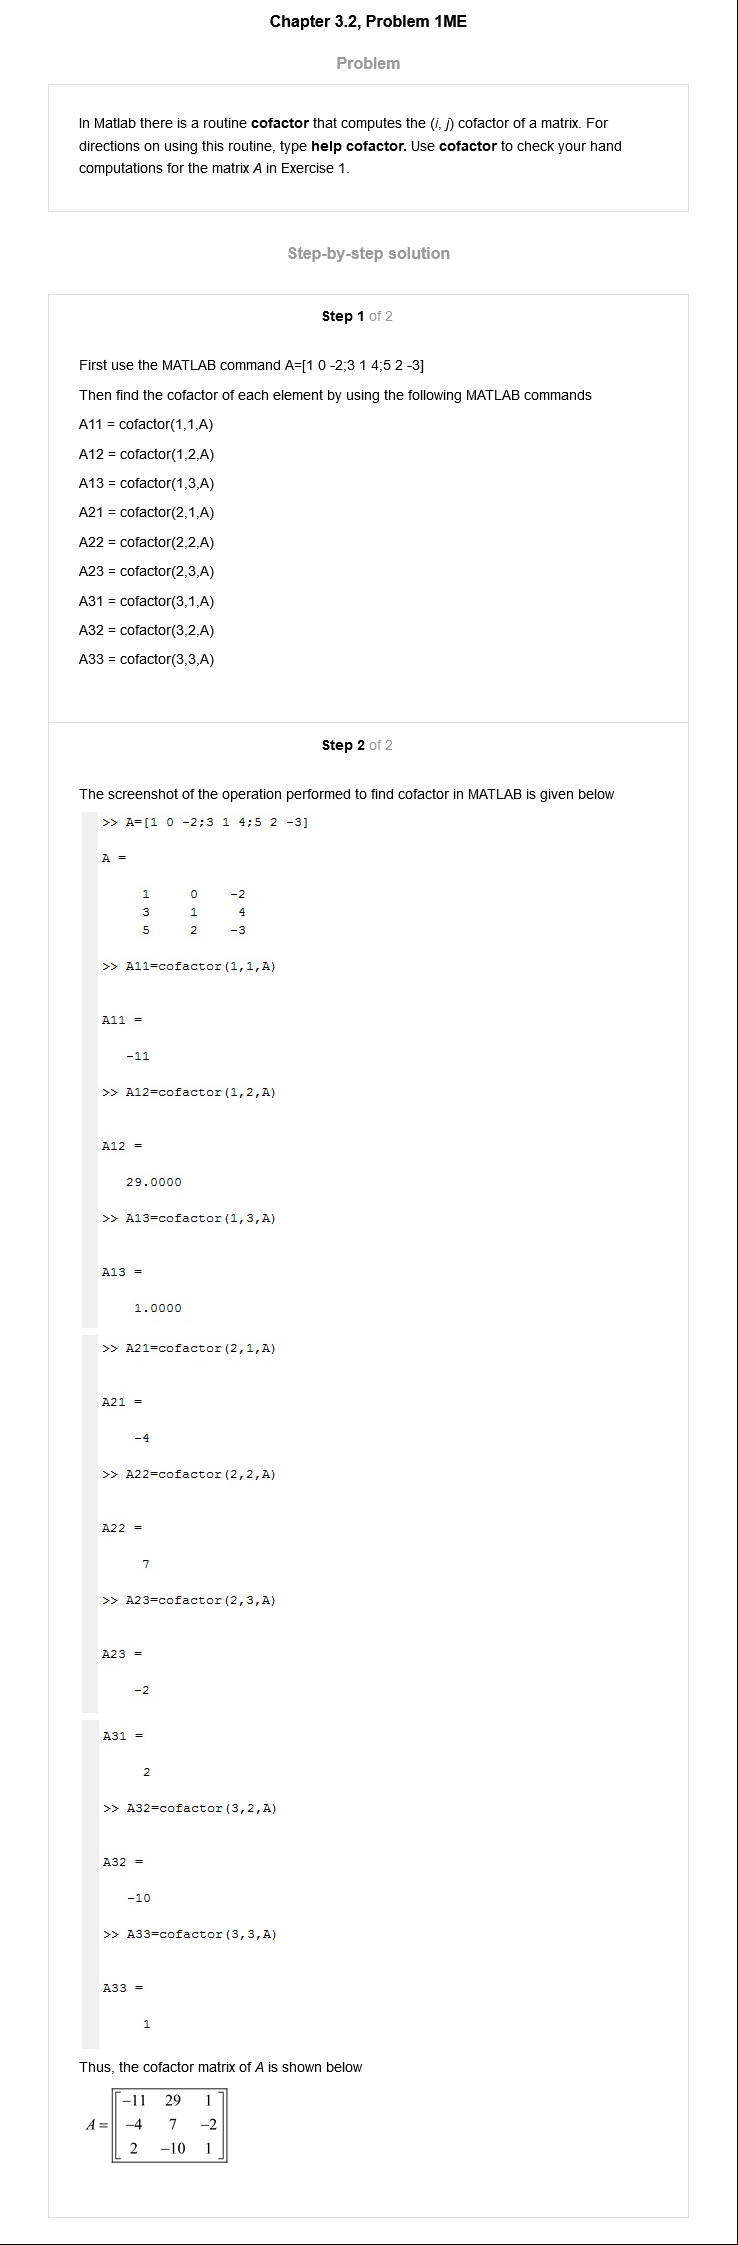 Chapter 3.2, Problem 1ME
Problem
In Matlab there is a routine cofactor that computes the (i, j) cofactor of a matrix. For
directions on using this routine, type help cofactor. Use cofactor to check your hand
computations for the matrix A in Exercise 1.
Step-by-step solution
Step 1 of 2
First use the MATLAB command A=[1 0 -2;3 1 4;5 2 -3]
Then find the cofactor of each element by using the following MATLAB commands
A11 = cofactor(1,1,A)
A12 = cofactor(1,2,A)
A13 = cofactor(1,3,A)
A21 = cofactor(2,1,A)
A22 = cofactor(2,2,A)
A23 = cofactor(2,3,A)
A31 = cofactor(3,1,A)
A32 = cofactor(3,2,A)
A33 = cofactor(3,3,A)
Step 2 of 2
The screenshot of the operation performed to find cofactor in MATLAB is given below
>> A=[1 0 -2;3 1 4;5 2 -3]
A =
1 0 -2
3 1 4
5 2 -3
>> A11=cofactor(1,1,A)
A11 =
-11
>> A12=cofactor(1,2,A)
A12 =
29.0000
>> A13=cofactor(1,3,A)
A13 =
1.0000
>> A21=cofactor(2,1,A)
A21 =
-4
>> A22=cofactor(2,2,A)
A22 =
7
>> A23=cofactor(2,3,A)
A23 =
-2
A31 =
2
>> A32=cofactor(3,2,A)
A32 =
-10
>> A33=cofactor(3,3,A)
A33 =
1
Thus, the cofactor matrix of A is shown below
−11 29 1
A = −4 7 −2
2 −10 1